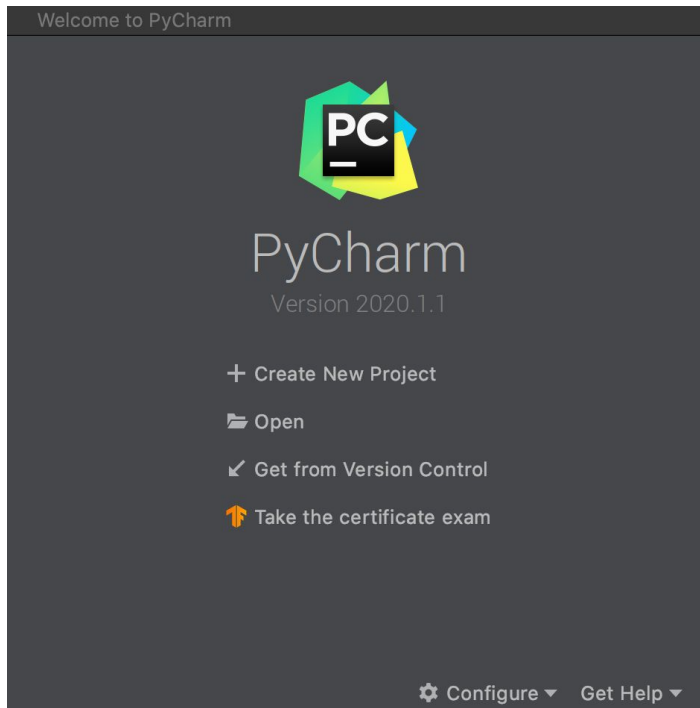 Welcome to PyCharm
PC
PyCharm
Version 2020.1.1
Create New Project
Open
Get from Version Control
Take the certificate exam
Configure Get Help